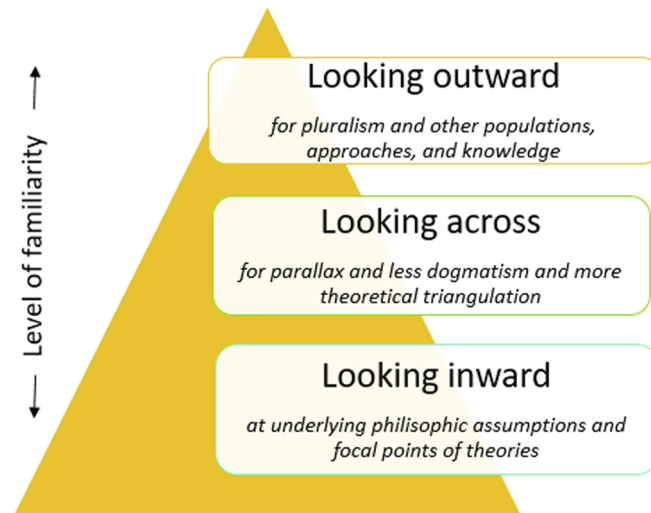 Level of familiarity
Looking outward
for pluralism and other populations,
approaches, and knowledge
Looking across
for parallax and less dogmatism and more
theoretical triangulation
Looking inward
at underlying philisophic assumptions and
focal points of theories